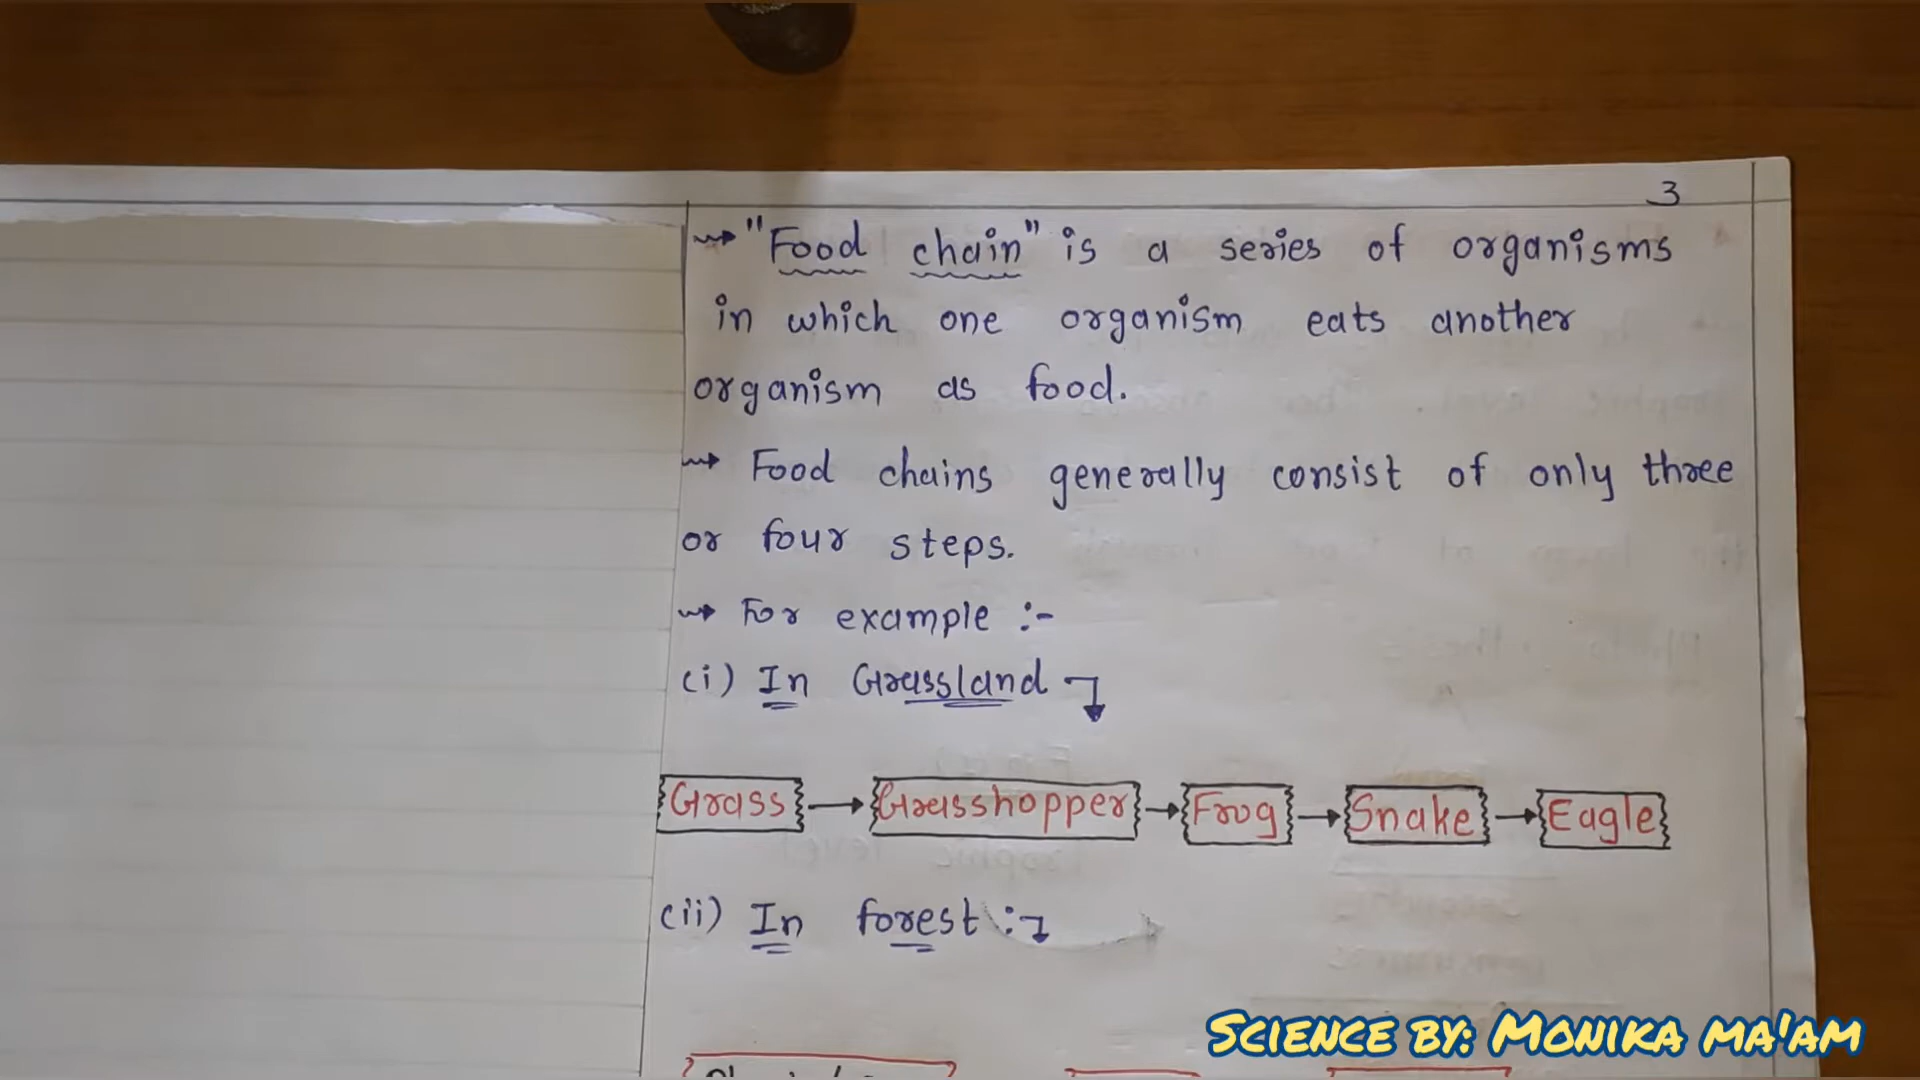 3
"Food chain" is a series of organisms
in which one organism eats another
organism as food.
Food chains generally consist of only three
or four steps.
For example :-
(i) In Grassland
Grass → Grasshopper → Frog → Snake → Eagle
(ii) In forest :
SCIENCE BY: MONIKA MA'AM